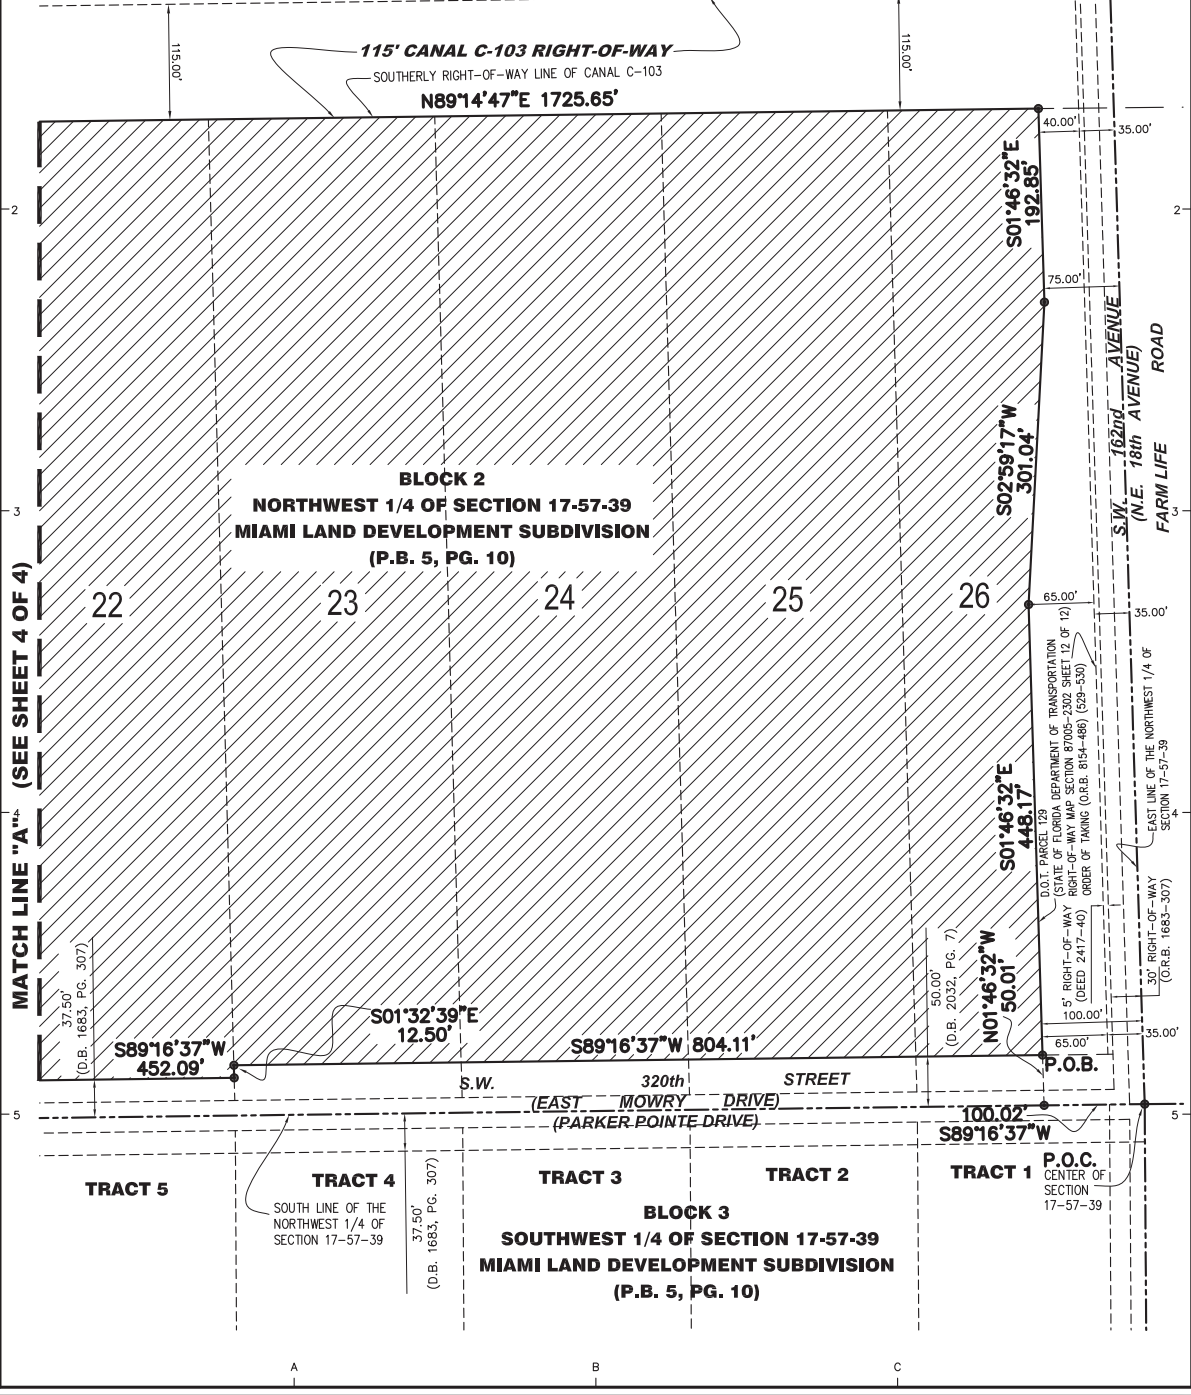 115.00'
115' CANAL C-103 RIGHT-OF-WAY
SOUTHERLY RIGHT-OF-WAY LINE OF CANAL C-103
N89°14'47"E 1725.65'
115.00'
40.00'
35.00'
S01°46'32"E
192.85'
2
2
75.00'
S.W. 162nd AVENUE
(N.E. 18th AVENUE)
FARM LIFE ROAD
S02°59'17"W
301.04'
BLOCK 2
NORTHWEST 1/4 OF SECTION 17-57-39
MIAMI LAND DEVELOPMENT SUBDIVISION
(P.B. 5, PG. 10)
3
3
22
23
24
25
26
65.00'
35.00'
MATCH LINE "A" (SEE SHEET 4 OF 4)
S01°46'32"E
448.17'
D.O.T. PARCEL 129
(STATE OF FLORIDA DEPARTMENT OF TRANSPORTATION
RIGHT-OF-WAY MAP SECTION 87005-2302 SHEET 12 OF 12)
ORDER OF TAKING (O.R.B. 8154-486) (529-530)
EAST LINE OF THE NORTHWEST 1/4 OF
SECTION 17-57-39
4
4
37.50'
(D.B. 1683, PG. 307)
50.00'
(D.B. 2032, PG. 7)
N01°46'32"W
50.01'
5' RIGHT-OF-WAY
(DEED 2417-40)
30' RIGHT-OF-WAY
(O.R.B. 1683-307)
100.00'
35.00'
65.00'
S01°32'39"E
12.50'
S89°16'37"W
452.09'
S89°16'37"W 804.11'
P.O.B.
S.W. 320th STREET
(EAST MOWRY DRIVE)
(PARKER POINTE DRIVE)
5
5
100.02'
S89°16'37"W
P.O.C.
CENTER OF
SECTION
17-57-39
TRACT 5
TRACT 4
TRACT 3
TRACT 2
TRACT 1
SOUTH LINE OF THE
NORTHWEST 1/4 OF
SECTION 17-57-39
37.50'
(D.B. 1683, PG. 307)
BLOCK 3
SOUTHWEST 1/4 OF SECTION 17-57-39
MIAMI LAND DEVELOPMENT SUBDIVISION
(P.B. 5, PG. 10)
A
B
C